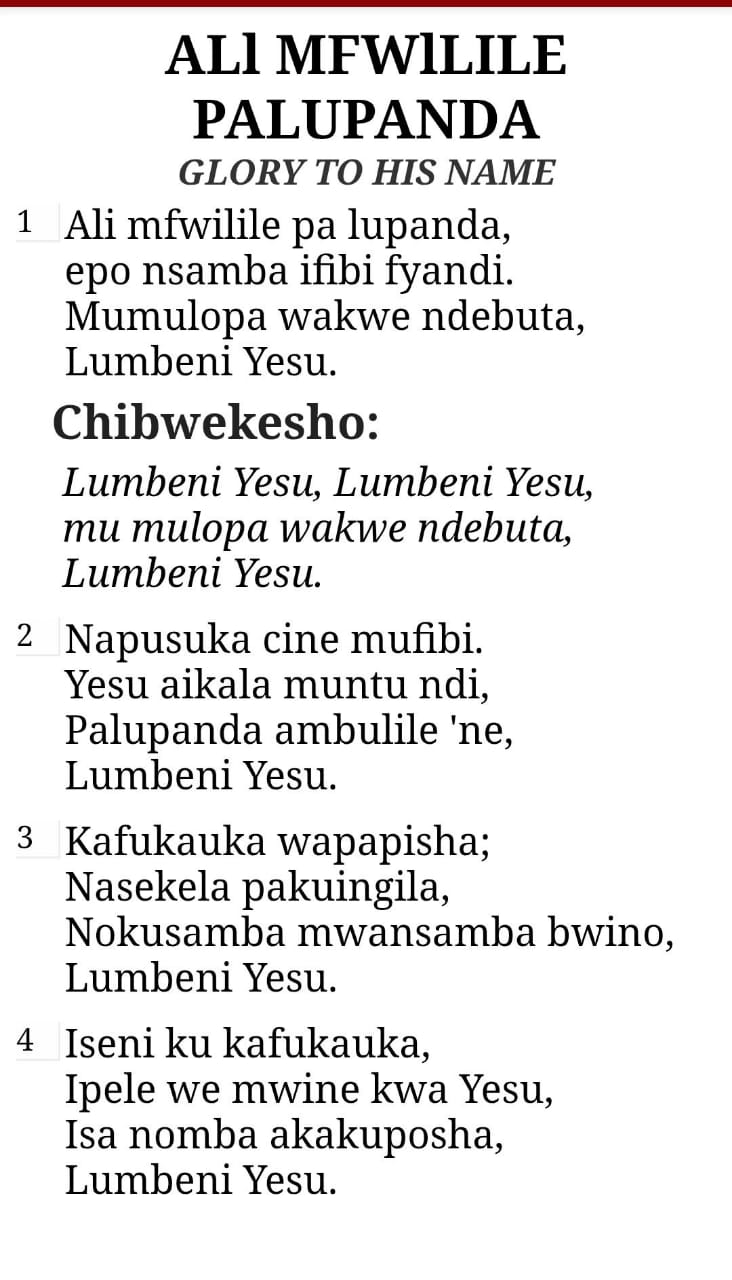 ALl MFWlLILE
PALUPANDA
GLORY TO HIS NAME
1 Ali mfwilile pa lupanda,
epo nsamba ifibi fyandi.
Mumulopa wakwe ndebuta,
Lumbeni Yesu.
Chibwekesho:
Lumbeni Yesu, Lumbeni Yesu,
mu mulopa wakwe ndebuta,
Lumbeni Yesu.
2 Napusuka cine mufibi.
Yesu aikala muntu ndi,
Palupanda ambulile 'ne,
Lumbeni Yesu.
3 Kafukauka wapapisha;
Nasekela pakuingila,
Nokusamba mwansamba bwino,
Lumbeni Yesu.
4 Iseni ku kafukauka,
Ipele we mwine kwa Yesu,
Isa nomba akakuposha,
Lumbeni Yesu.